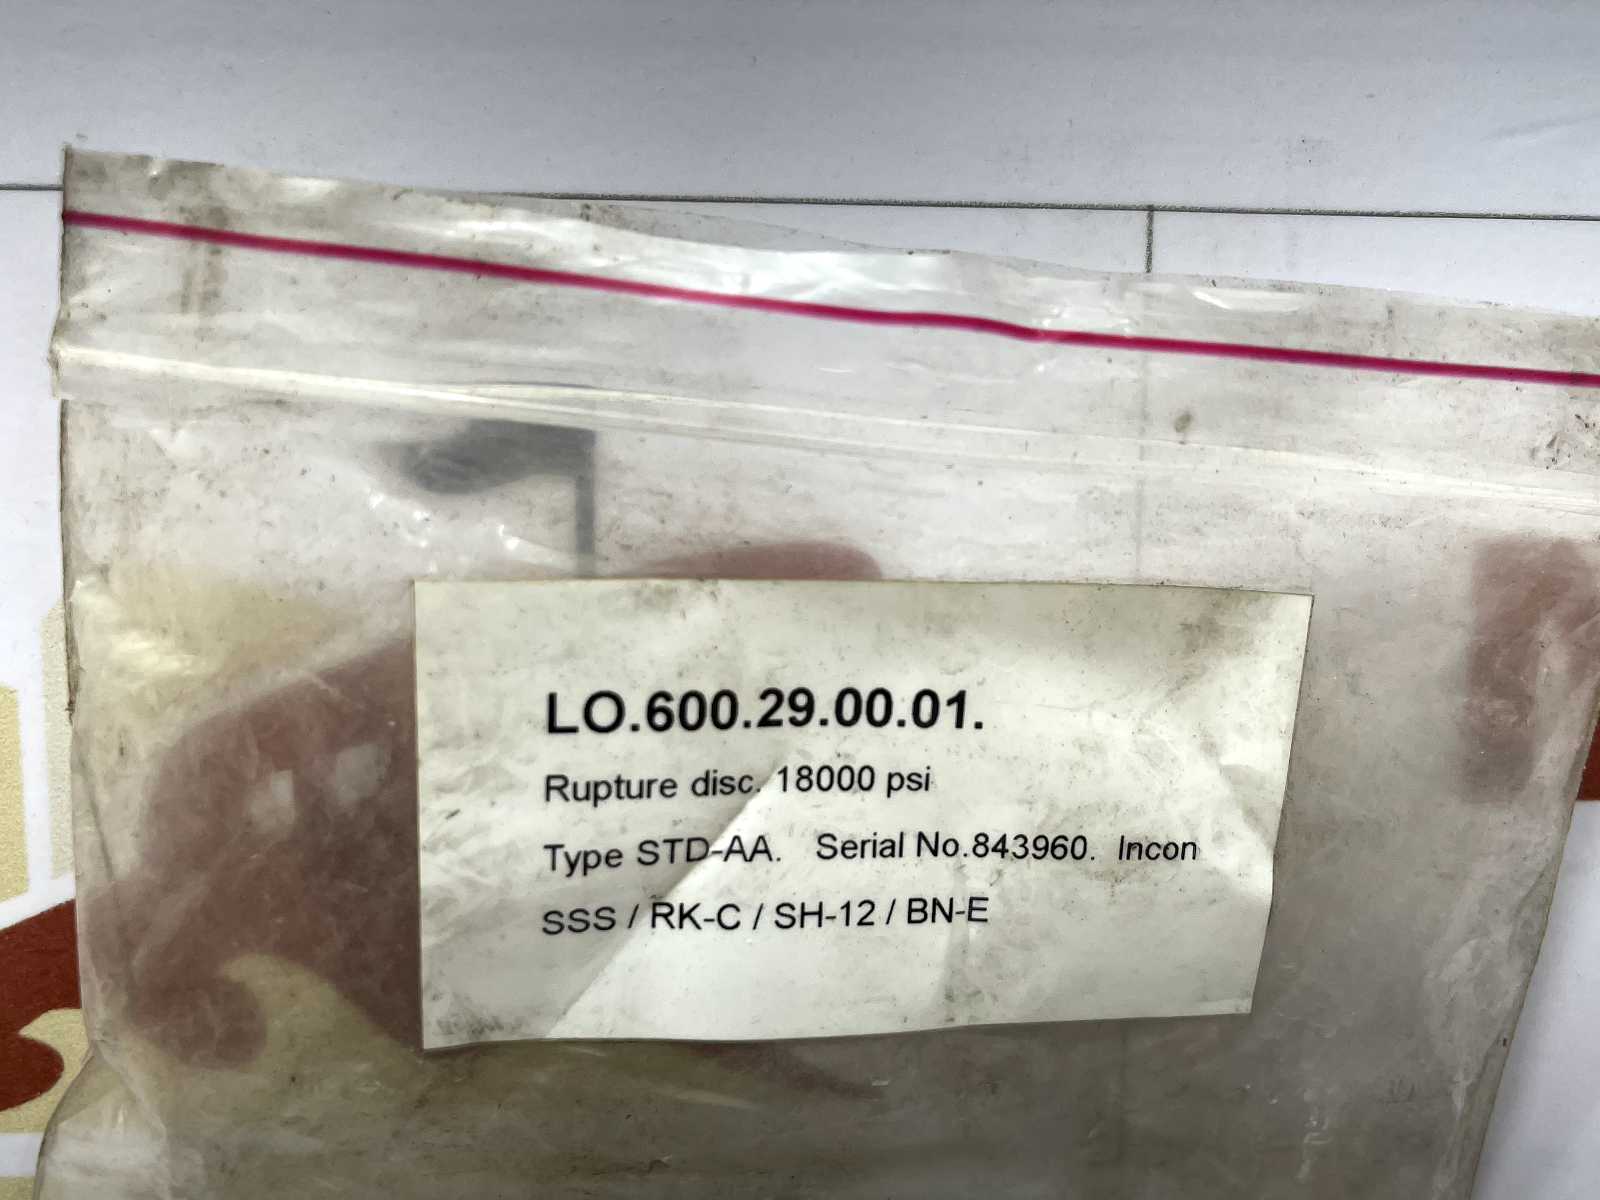 LO.600.29.00.01.
Rupture disc. 18000 psi
Type STD-AA. Serial No.843960. Incon
SSS / RK-C / SH-12 / BN-E